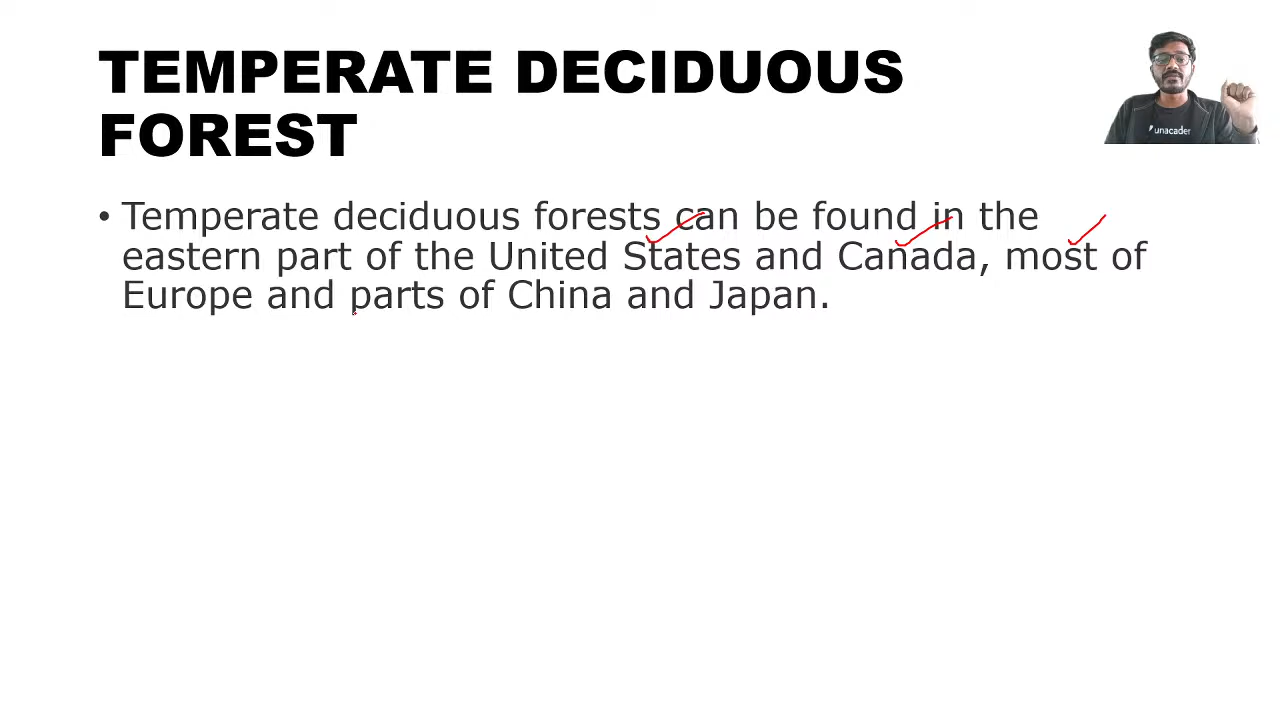 TEMPERATE DECIDUOUS
FOREST
unacader
• Temperate deciduous forests can be found in the
eastern part of the United States and Canada, most of
Europe and parts of China and Japan.